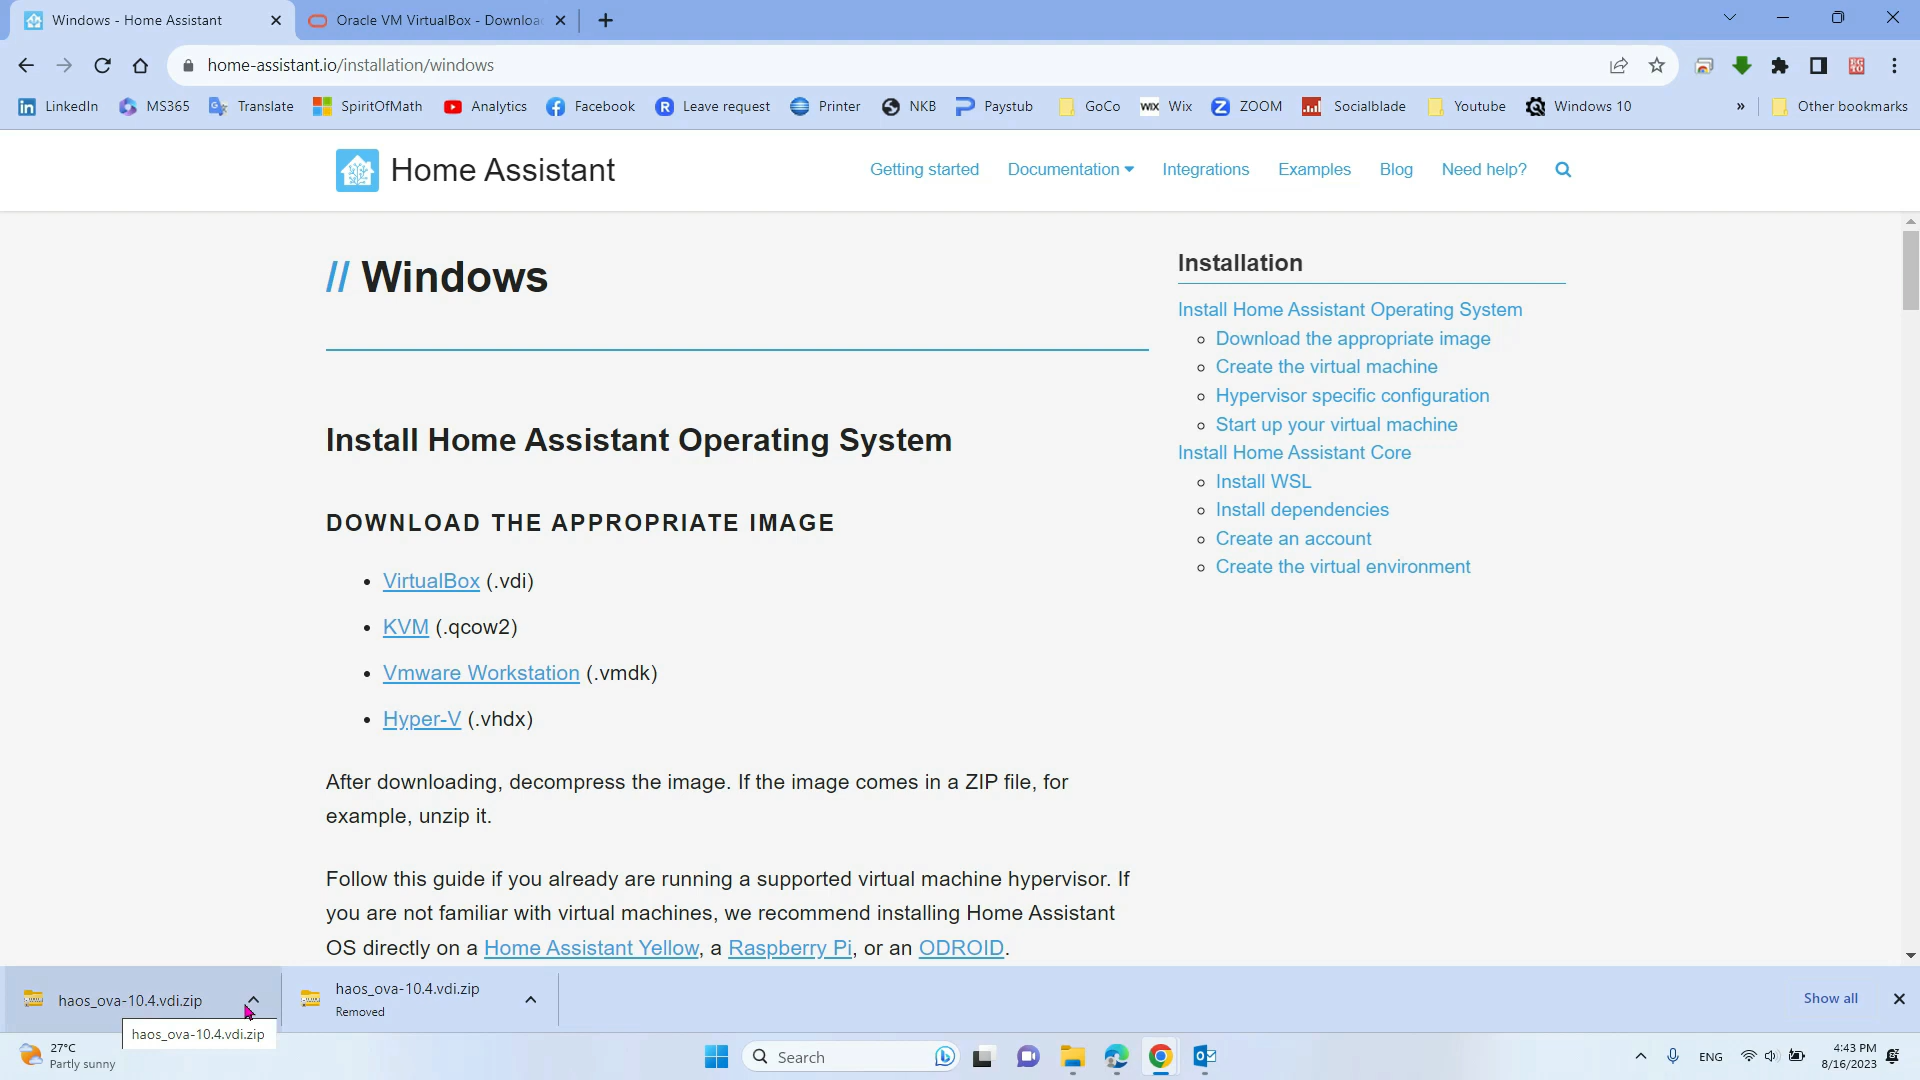 Windows - Home Assistant
Oracle VM VirtualBox - Downloa
home-assistant.io/installation/windows
LinkedIn MS365 Translate SpiritOfMath Analytics Facebook Leave request Printer NKB Paystub GoCo WIX Wix ZOOM Socialblade Youtube Windows 10 » Other bookmarks
Home Assistant
Getting started Documentation Integrations Examples Blog Need help?
// Windows
Install Home Assistant Operating System
DOWNLOAD THE APPROPRIATE IMAGE
• VirtualBox (.vdi)
• KVM (.qcow2)
• Vmware Workstation (.vmdk)
• Hyper-V (.vhdx)
After downloading, decompress the image. If the image comes in a ZIP file, for
example, unzip it.
Follow this guide if you already are running a supported virtual machine hypervisor. If
you are not familiar with virtual machines, we recommend installing Home Assistant
OS directly on a Home Assistant Yellow, a Raspberry Pi, or an ODROID.
Installation
Install Home Assistant Operating System
Download the appropriate image
Create the virtual machine
Hypervisor specific configuration
Start up your virtual machine
Install Home Assistant Core
Install WSL
Install dependencies
Create an account
Create the virtual environment
haos_ova-10.4.vdi.zip
haos_ova-10.4.vdi.zip
Removed
Show all
haos_ova-10.4.vdi.zip
27°C
Partly sunny
Search
ENG
4:43 PM
8/16/2023